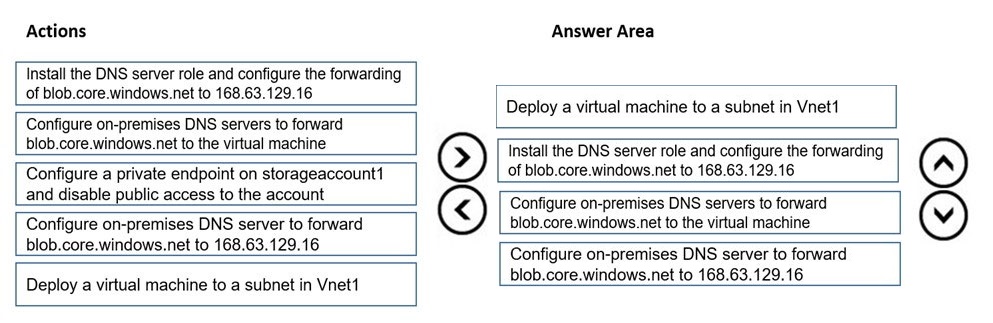 Actions
Install the DNS server role and configure the forwarding
of blob.core.windows.net to 168.63.129.16
Configure on-premises DNS servers to forward
blob.core.windows.net to the virtual machine
Configure a private endpoint on storageaccount1
and disable public access to the account
Configure on-premises DNS server to forward
blob.core.windows.net to 168.63.129.16
Deploy a virtual machine to a subnet in Vnet1
Answer Area
Deploy a virtual machine to a subnet in Vnet1
Install the DNS server role and configure the forwarding
of blob.core.windows.net to 168.63.129.16
Configure on-premises DNS servers to forward
blob.core.windows.net to the virtual machine
Configure on-premises DNS server to forward
blob.core.windows.net to 168.63.129.16